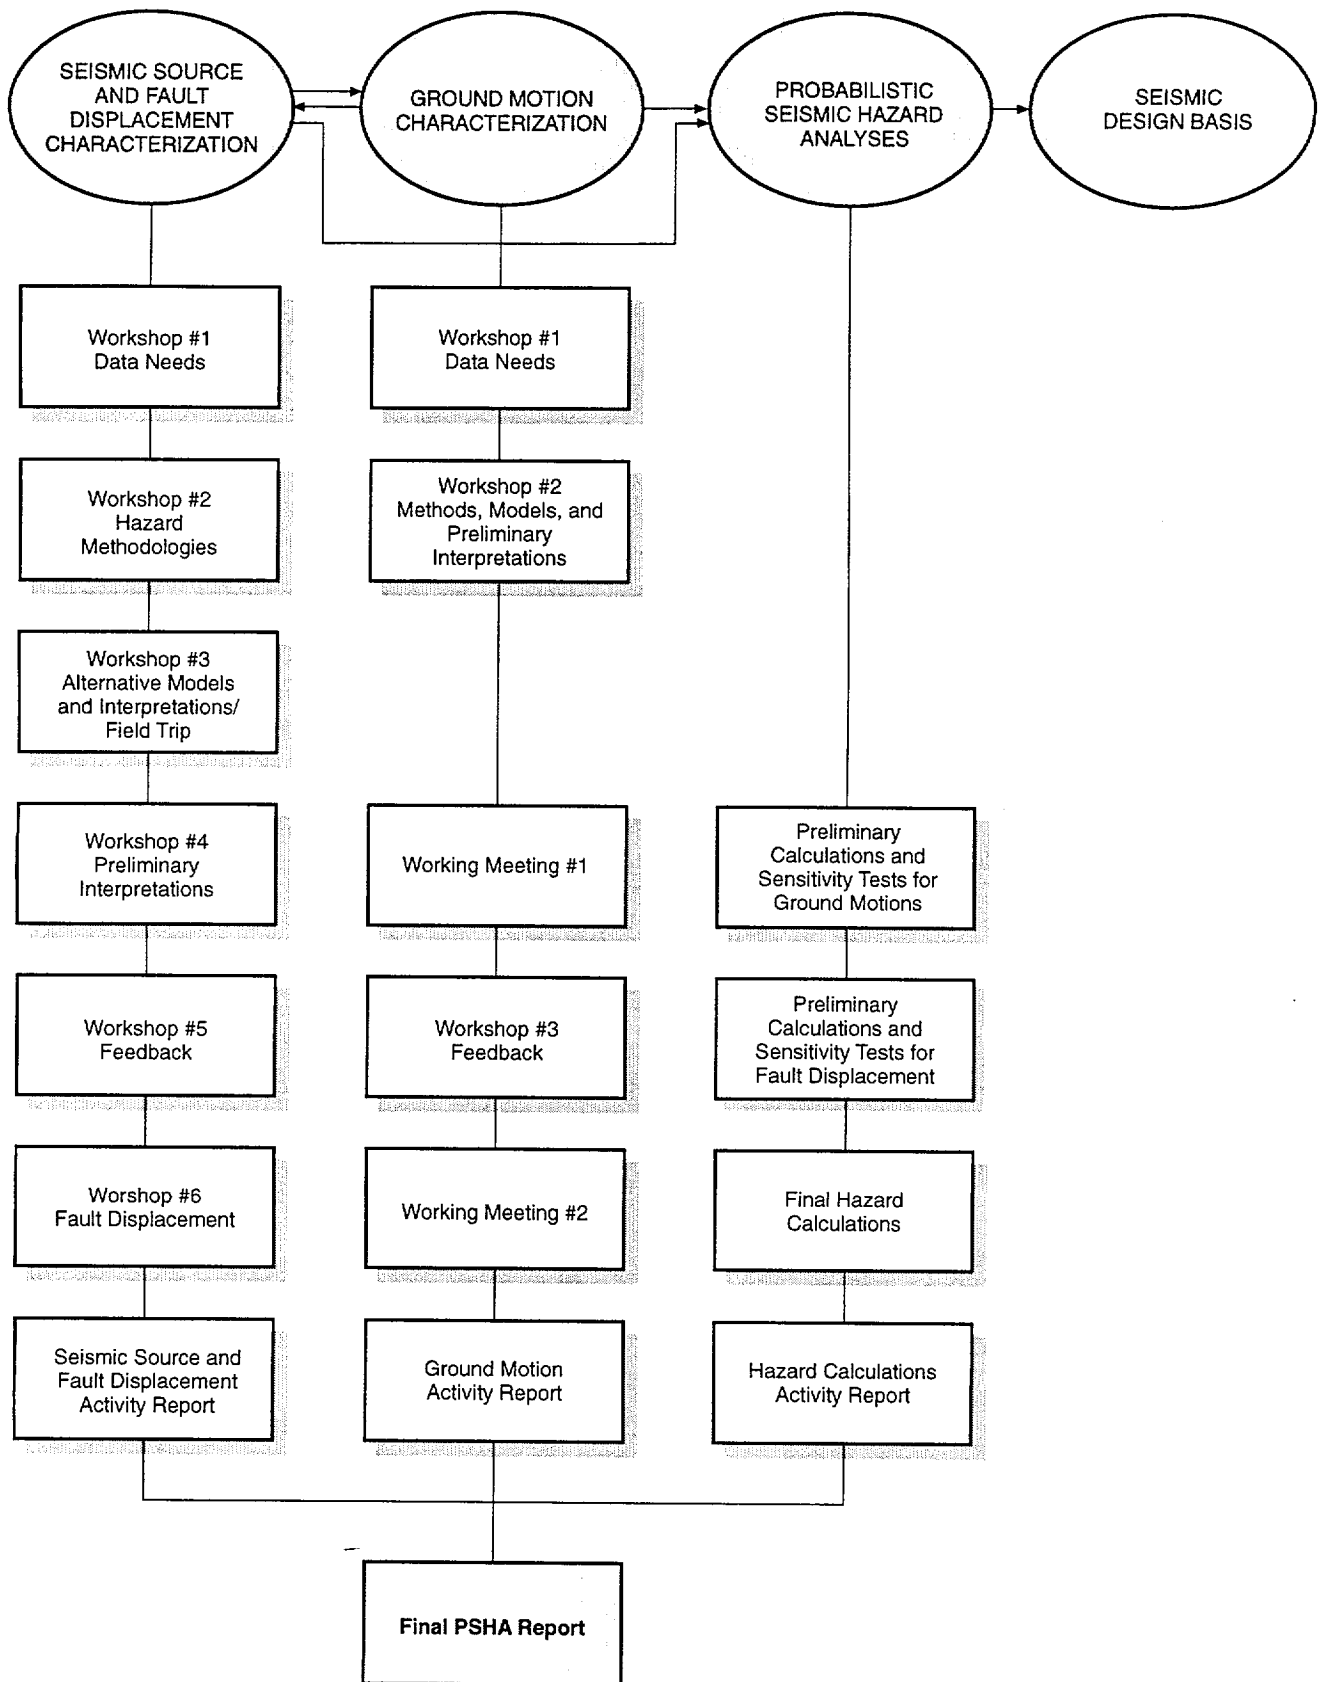 SEISMIC SOURCE
AND FAULT
DISPLACEMENT
CHARACTERIZATION
GROUND MOTION
CHARACTERIZATION
PROBABILISTIC
SEISMIC HAZARD
ANALYSES
SEISMIC
DESIGN BASIS
Workshop #1
Data Needs
Workshop #2
Hazard
Methodologies
Workshop #3
Alternative Models
and Interpretations/
Field Trip
Workshop #4
Preliminary
Interpretations
Workshop #5
Feedback
Worshop #6
Fault Displacement
Seismic Source and
Fault Displacement
Activity Report
Workshop #1
Data Needs
Workshop #2
Methods, Models, and
Preliminary
Interpretations
Working Meeting #1
Workshop #3
Feedback
Working Meeting #2
Ground Motion
Activity Report
Preliminary
Calculations and
Sensitivity Tests for
Ground Motions
Preliminary
Calculations and
Sensitivity Tests for
Fault Displacement
Final Hazard
Calculations
Hazard Calculations
Activity Report
Final PSHA Report